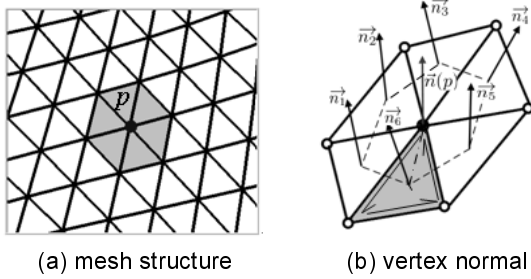 p
n₃
n₂
n₄
n(p)
n₁
n₆
n₅
(a) mesh structure
(b) vertex normal